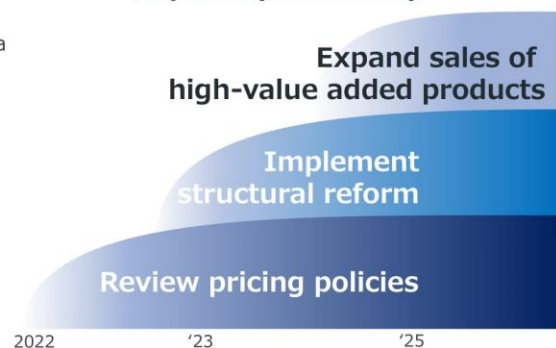 a
Expand sales of
high-value added products
Implement
structural reform
Review pricing policies
2022 '23 '25